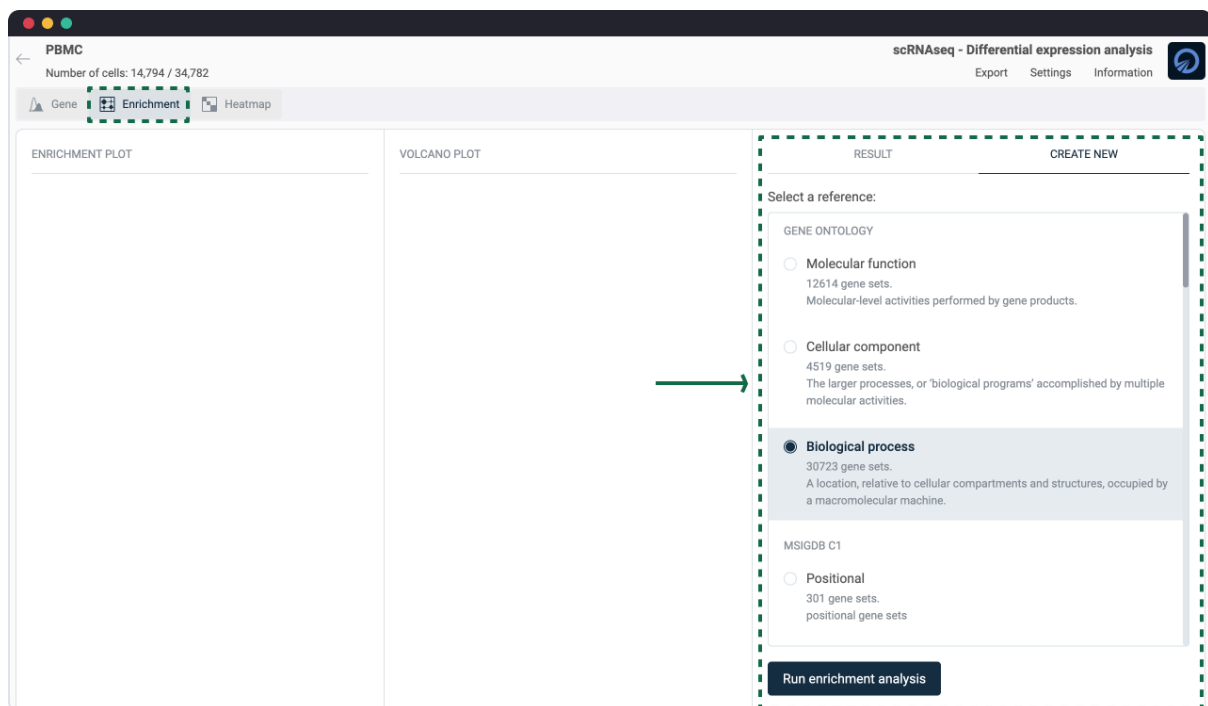 PBMC
Number of cells: 14,794 / 34,782
scRNAseq - Differential expression analysis
Export Settings Information
Gene Enrichment Heatmap
ENRICHMENT PLOT
VOLCANO PLOT
RESULT CREATE NEW
Select a reference:
GENE ONTOLOGY
Molecular function
12614 gene sets.
Molecular-level activities performed by gene products.
Cellular component
4519 gene sets.
The larger processes, or 'biological programs' accomplished by multiple
molecular activities.
Biological process
30723 gene sets.
A location, relative to cellular compartments and structures, occupied by
a macromolecular machine.
MSIGDB C1
Positional
301 gene sets.
positional gene sets
Run enrichment analysis